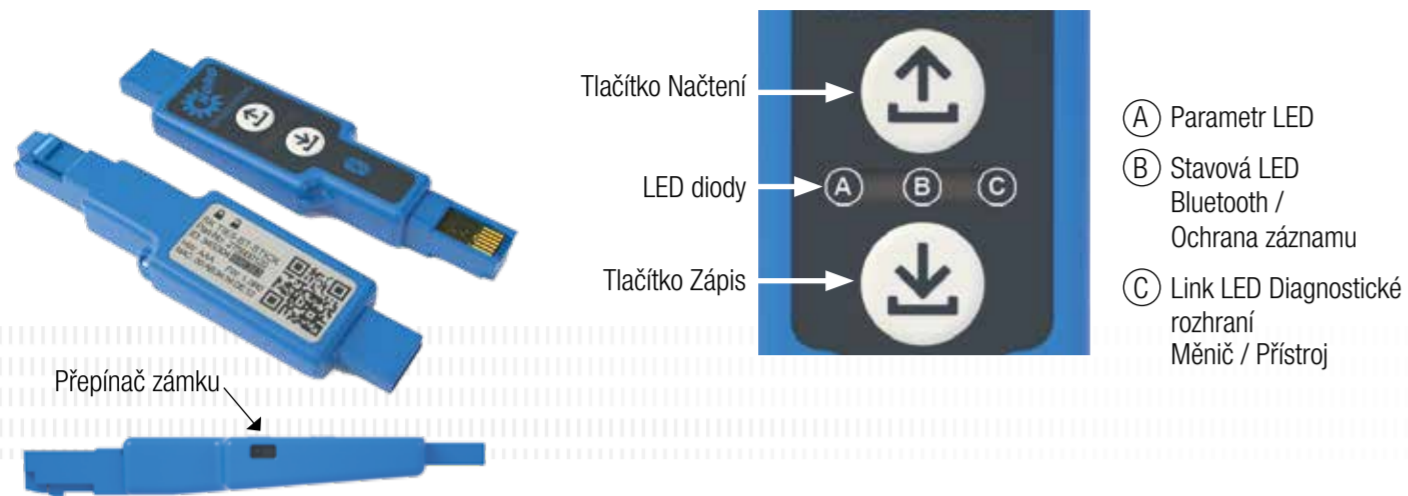 Tlačítko Načtení
LED diody
Tlačítko Zápis
A
B
C
A Parametr LED
B Stavová LED
Bluetooth /
Ochrana záznamu
C Link LED Diagnostické
rozhraní
Měnič / Přístroj
Přepínač zámku